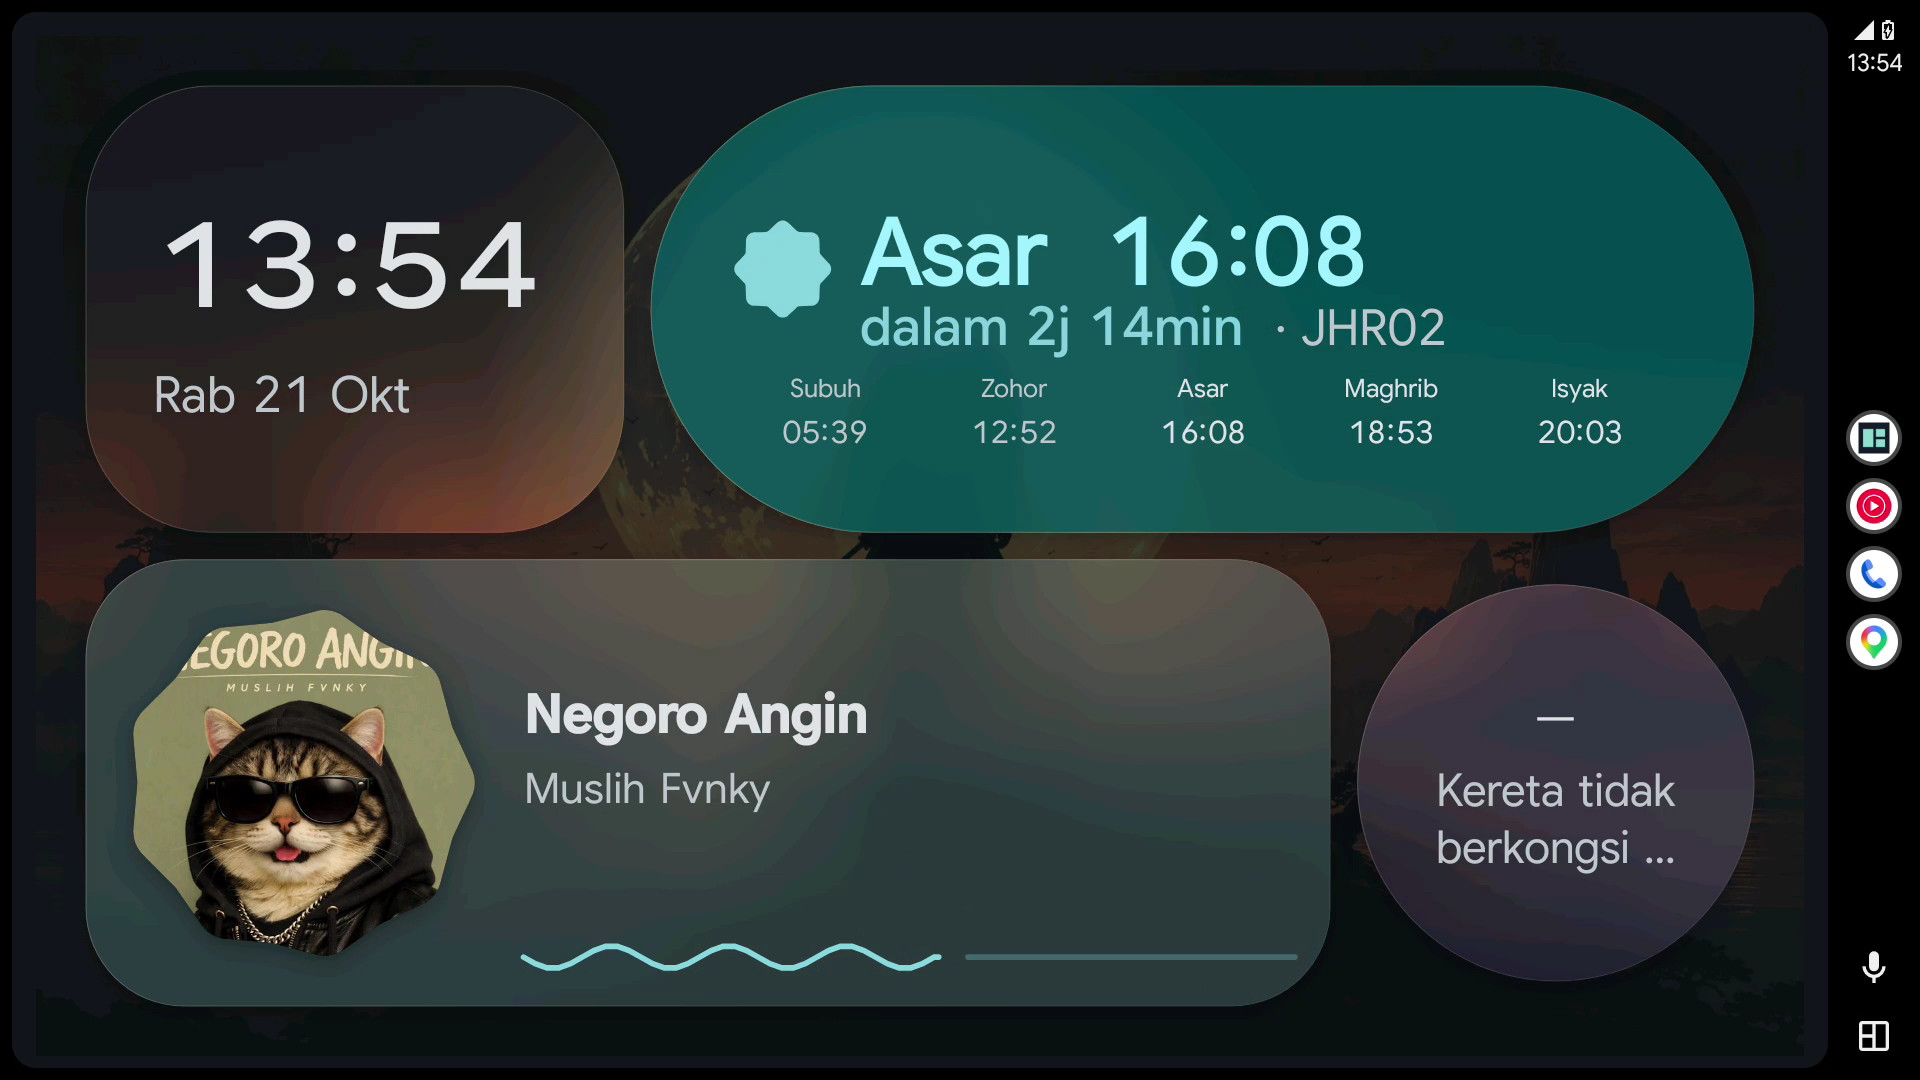 13:54
13:54
Rab 21 Okt
Asar 16:08
dalam 2j 14min · JHR02
Subuh Zohor Asar Maghrib Isyak
05:39 12:52 16:08 18:53 20:03
EGORO ANGIN
MUSLIH FVNKY
Negoro Angin
Muslih Fvnky
—
Kereta tidak
berkongsi ...